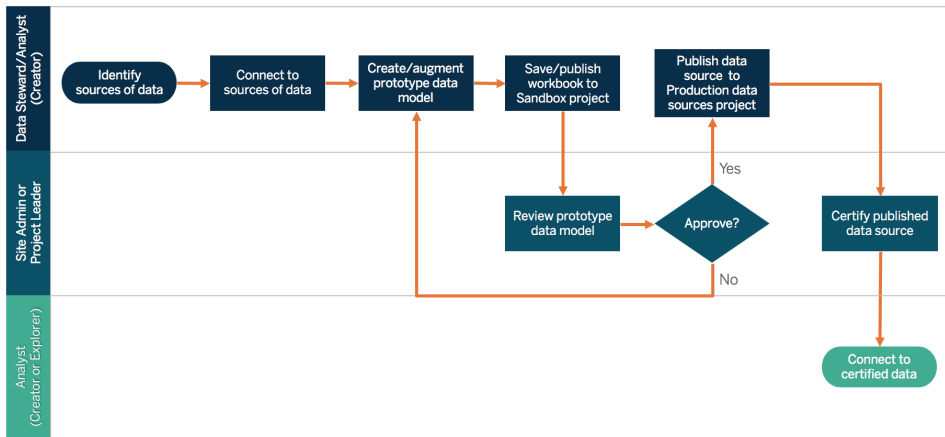 Data Steward/Analyst
(Creator)
Identify
sources of data
Connect to
sources of data
Create/augment
prototype data
model
Save/publish
workbook to
Sandbox project
Publish data
source to
Production data
sources project
Site Admin or
Project Leader
Review prototype
data model
Approve?
Yes
No
Certify published
data source
Analyst
(Creator or Explorer)
Connect to
certified data